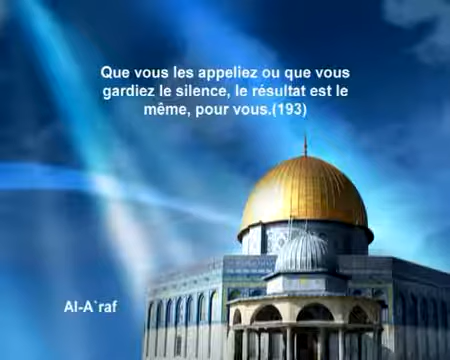 Que vous les appeliez ou que vous
gardiez le silence, le résultat est le
même, pour vous.(193)
Al-A`raf